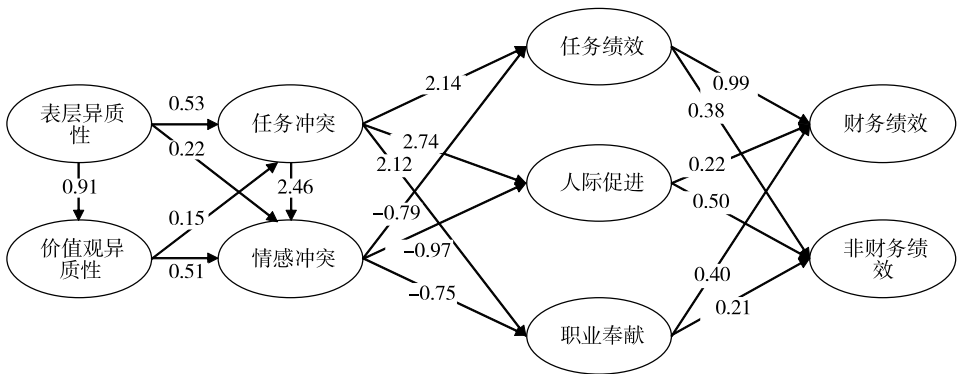 任务绩效
2.14
0.99
0.38
表层异质
性
0.53
任务冲突
0.22
2.74
2.12
财务绩效
0.91
2.46
人际促进
0.22
0.50
0.15
-0.79
价值观异
质性
0.51
情感冲突
-0.97
-0.75
非财务绩
效
0.40
0.21
职业奉献